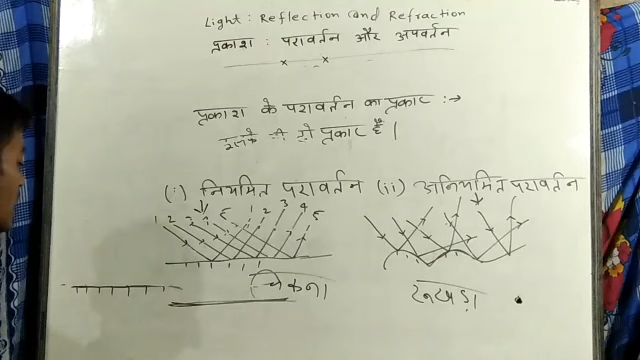 Light : Reflection and Refraction
प्रकाश : परावर्तन और अपवर्तन
प्रकाश के परावर्तन का प्रकार :→
दो प्रकार है।
(i) नियमित परावर्तन (ii) अनियमित परावर्तन
1 2 3 4 5 1 2 3 4 5
चिकना